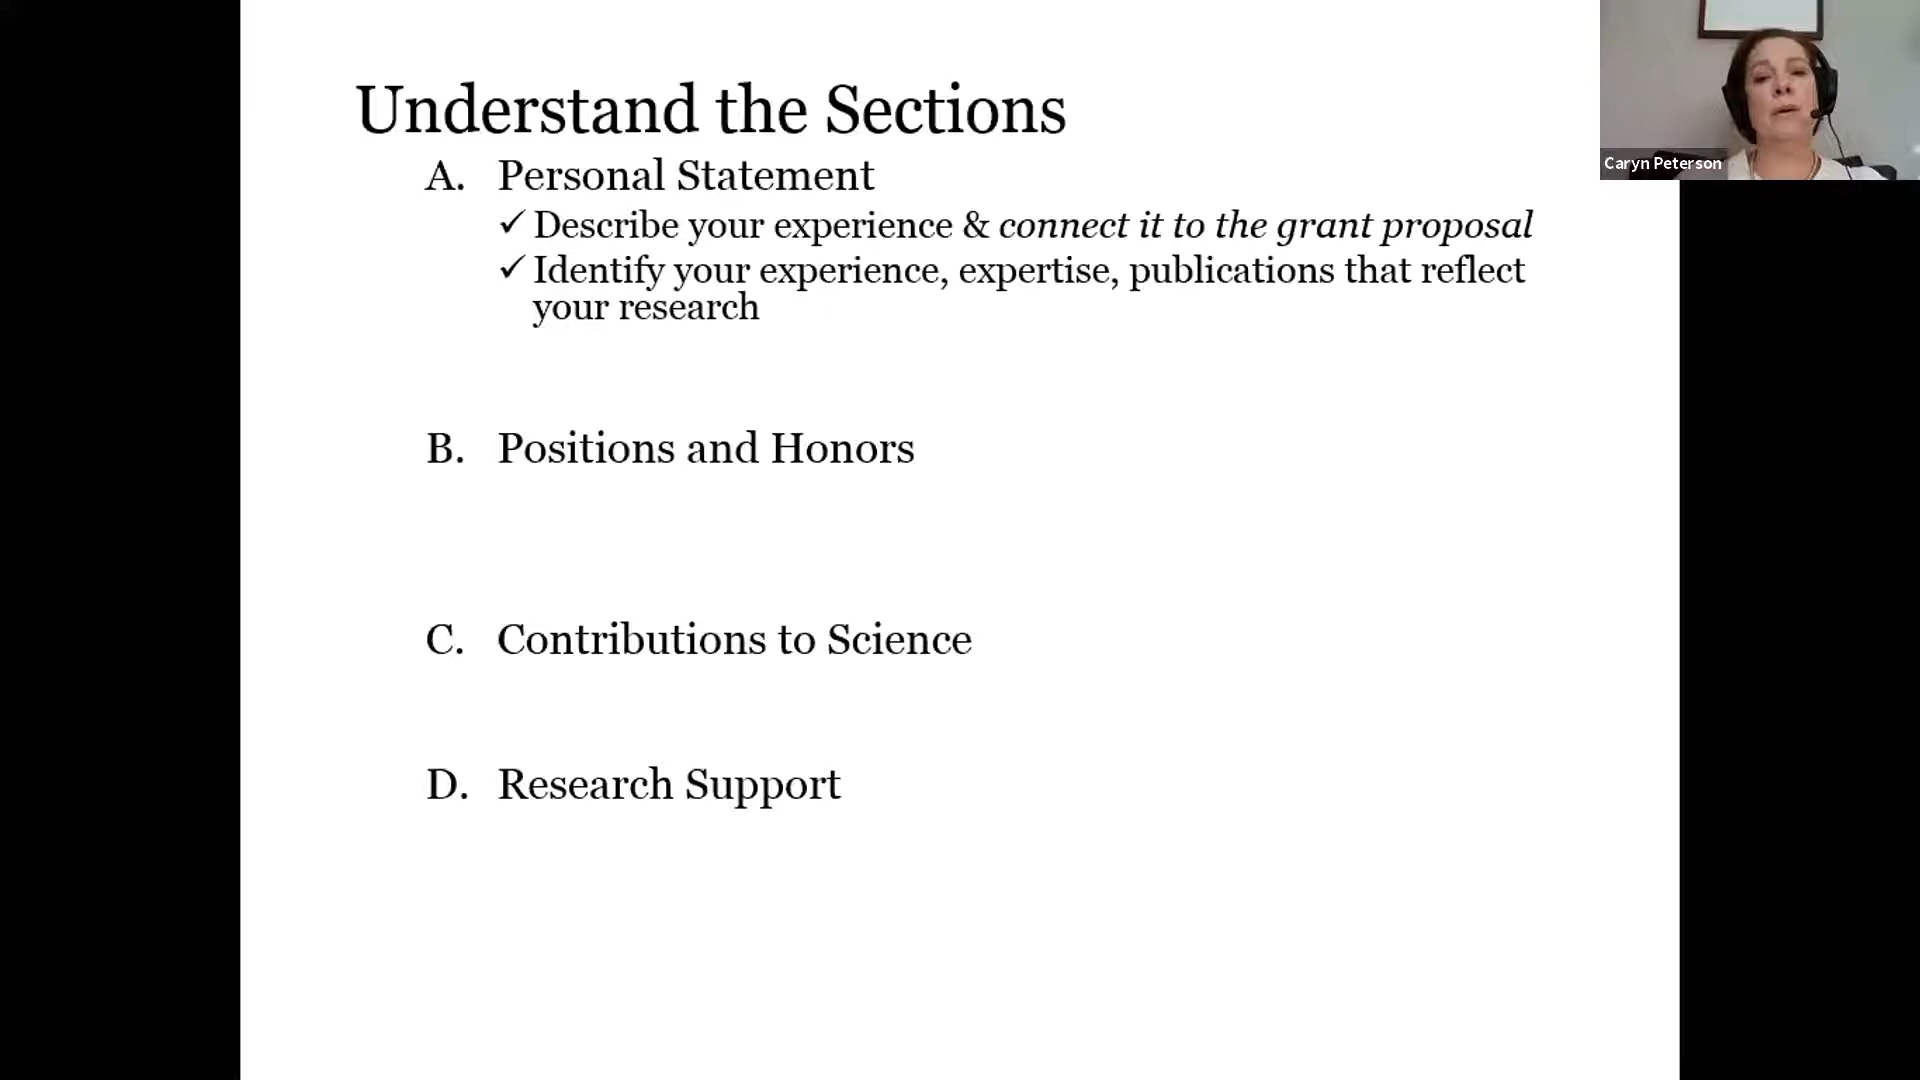 Understand the Sections
A. Personal Statement
✓ Describe your experience & connect it to the grant proposal
✓ Identify your experience, expertise, publications that reflect
your research
B. Positions and Honors
C. Contributions to Science
D. Research Support
Caryn Peterson